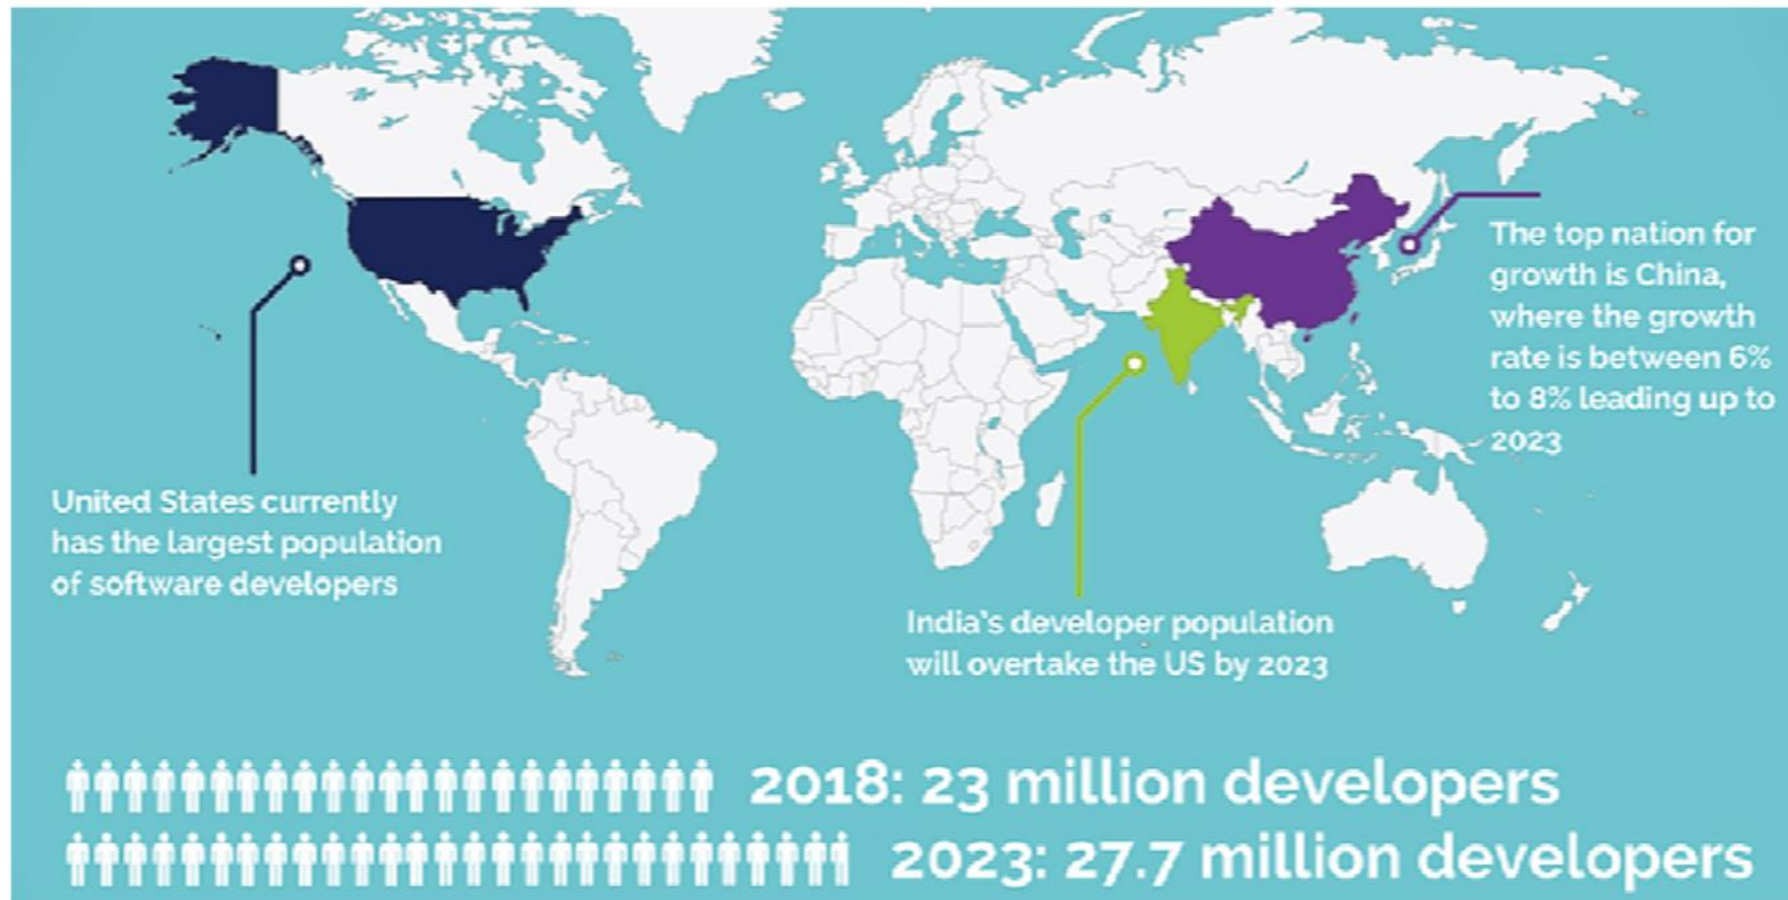 The top nation for
growth is China,
where the growth
rate is between 6%
to 8% leading up to
2023
United States currently
has the largest population
of software developers
India's developer population
will overtake the US by 2023
2018: 23 million developers
2023: 27.7 million developers